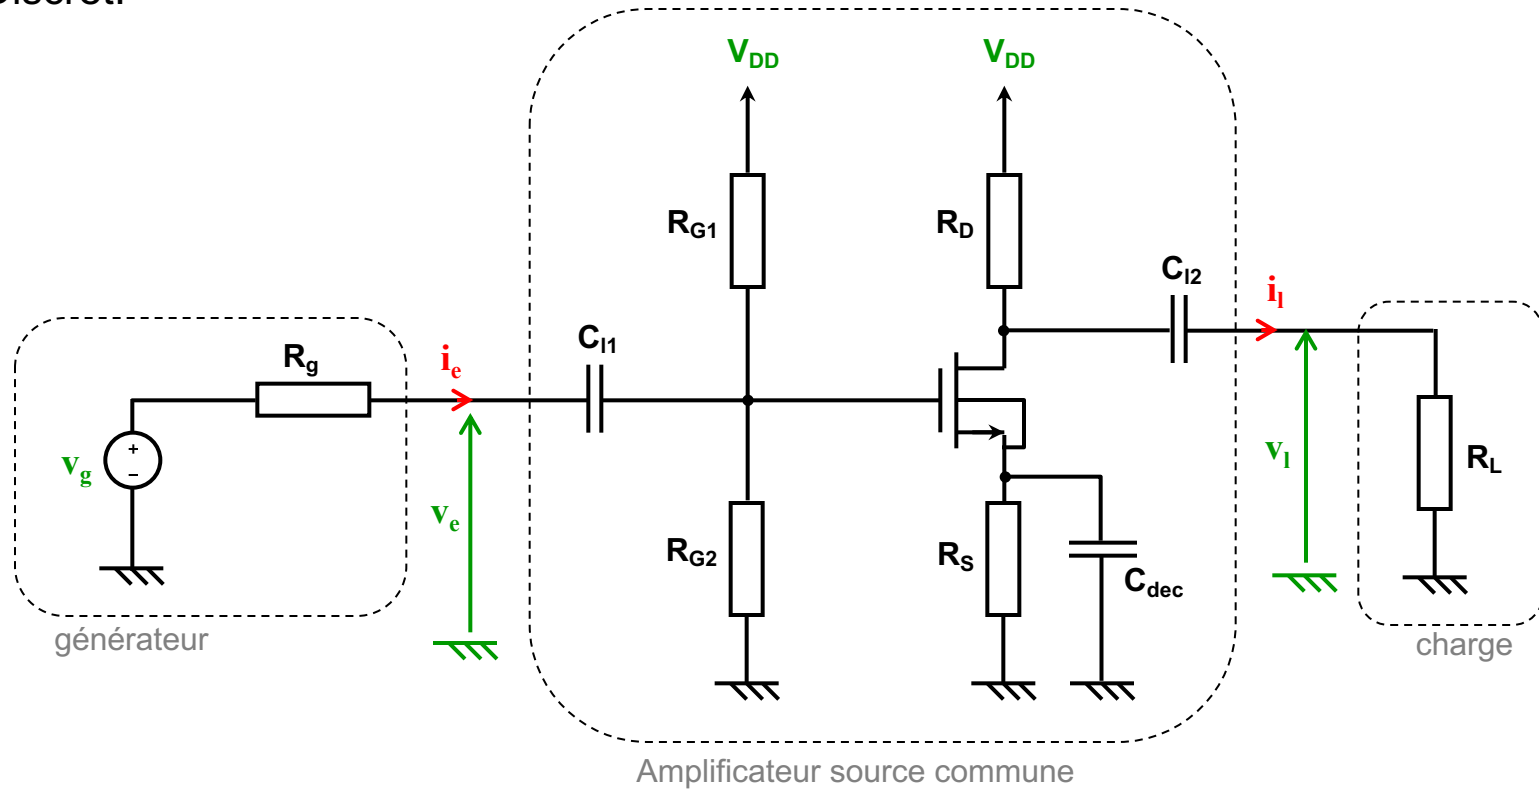 V_DD
V_DD
R_G1
R_D
C_l2
i_l
C_l1
R_g
i_e
+
−
v_g
v_e
v_l
R_L
R_G2
R_S
C_dec
générateur
charge
Amplificateur source commune